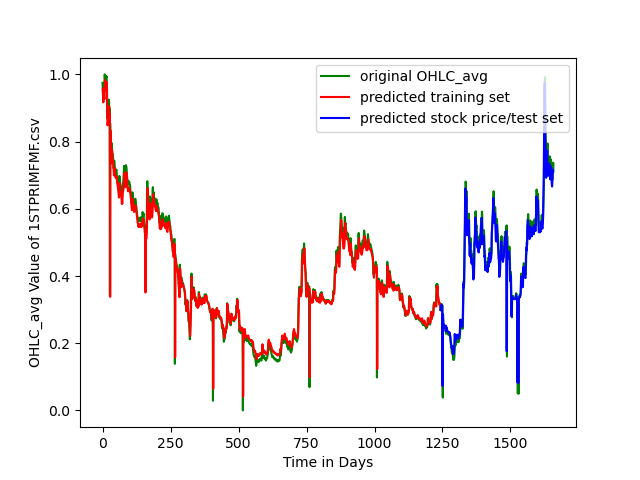 original OHLC_avg
predicted training set
predicted stock price/test set
OHLC_avg Value of 1STPRIMFMF.csv
1.0
0.8
0.6
0.4
0.2
0.0
0 250 500 750 1000 1250 1500
Time in Days